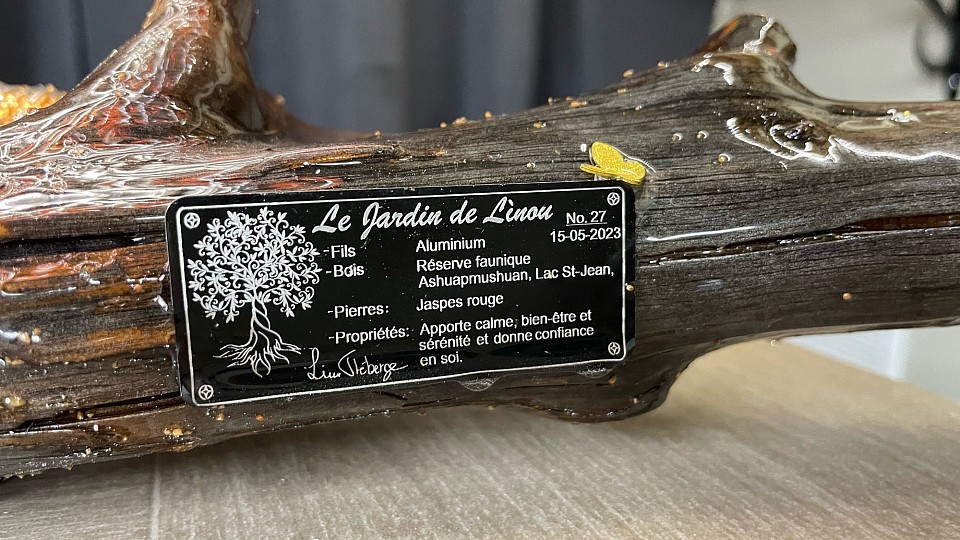 Le Jardin de Lìnou
No. 27
15-05-2023
-Fils Aluminium
-Bois Réserve faunique
Ashuapmushuan, Lac St-Jean,
-Pierres: Jaspes rouge
-Propriétés: Apporte calme, bien-être et
sérénité et donne confiance
en soi.